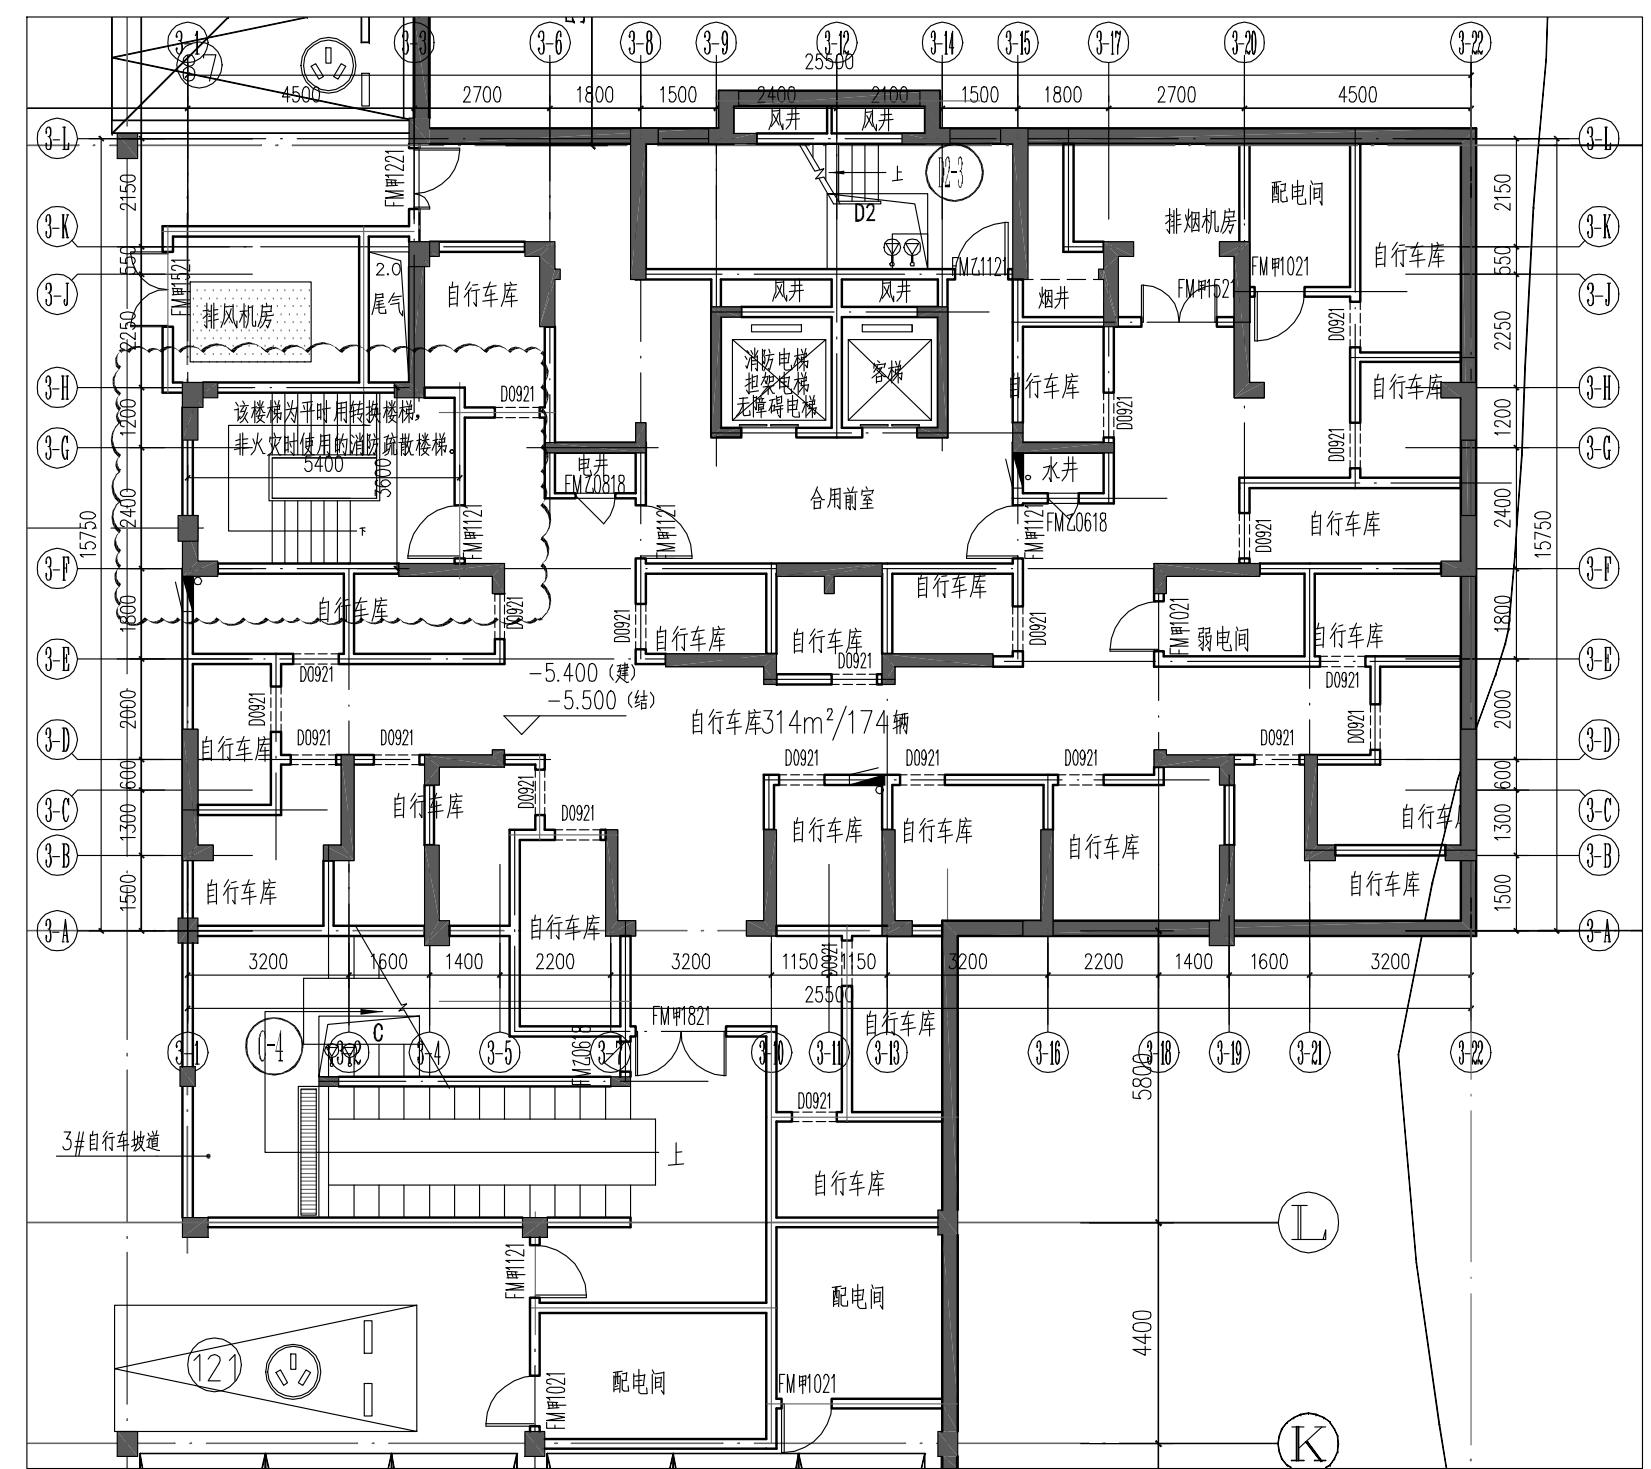 3-1
3-3
3-6
3-8
3-9
3-12
3-14
3-15
3-17
3-20
3-22
25500
4500
2700
1800
1500
2400
2100
1500
1800
2700
4500
3-L
风井
风井
3-L
FM甲1221
上
D2-3
2150
配电间
2150
D2
3-K
排烟机房
3-K
自行车库
550
FM甲1521
2.0
FM乙1121
FM甲1021
550
3-J
尾气
自行车库
风井
风井
烟井
FM甲1521
3-J
排风机房
2250
D0921
2250
消防电梯
担架电梯
无障碍电梯
客梯
3-H
D0921
自行车库
自行车库
3-H
该楼梯为平时用转换楼梯,
非火灾时使用的消防疏散楼梯。
1200
D0921
D0921
1200
3-G
5400
3600
电井
FM乙0818
水井
3-G
2400
合用前室
FM乙0618
自行车库
2400
15750
下
FM甲1121
FM甲1121
FM甲1121
D0921
15750
3-F
3-F
1800
自行车库
D0921
D0921
自行车库
自行车库
自行车库
D0921
FM甲1021
弱电间
自行车库
1800
3-E
D0921
D0921
D0921
3-E
-5.400 (建)
-5.500 (结)
2000
D0921
自行车库314m²/174辆
D0921
2000
3-D
自行车库
D0921
D0921
D0921
D0921
D0921
D0921
3-D
600
D0921
600
3-C
自行车库
D0921
自行车库
自行车库
自行车库
自行车
3-C
1300
1300
3-B
自行车库
自行车库
3-B
1500
自行车库
1500
3-A
3-A
3200
1600
1400
2200
3200
1150
D0921
1150
3200
2200
1400
1600
3200
25500
FM甲1821
自行车库
C
3-1
C-4
3-2
3-4
3-5
FM乙0618
3-7
3-10
3-11
3-13
3-16
3-18
3-19
3-21
3-22
5800
D0921
3#自行车坡道
上
自行车库
L
FM甲1121
配电间
4400
121
配电间
FM甲1021
FM甲1021
K